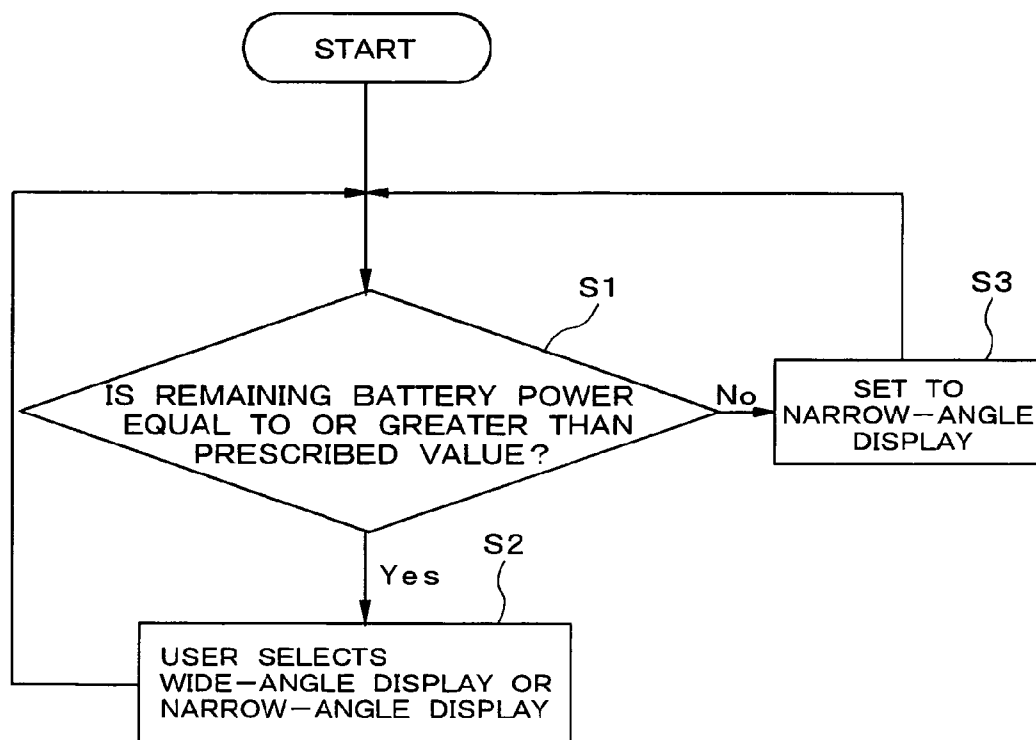 START
S1
IS REMAINING BATTERY POWER
EQUAL TO OR GREATER THAN
PRESCRIBED VALUE?
No
S3
SET TO
NARROW-ANGLE
DISPLAY
Yes
S2
USER SELECTS
WIDE-ANGLE DISPLAY OR
NARROW-ANGLE DISPLAY